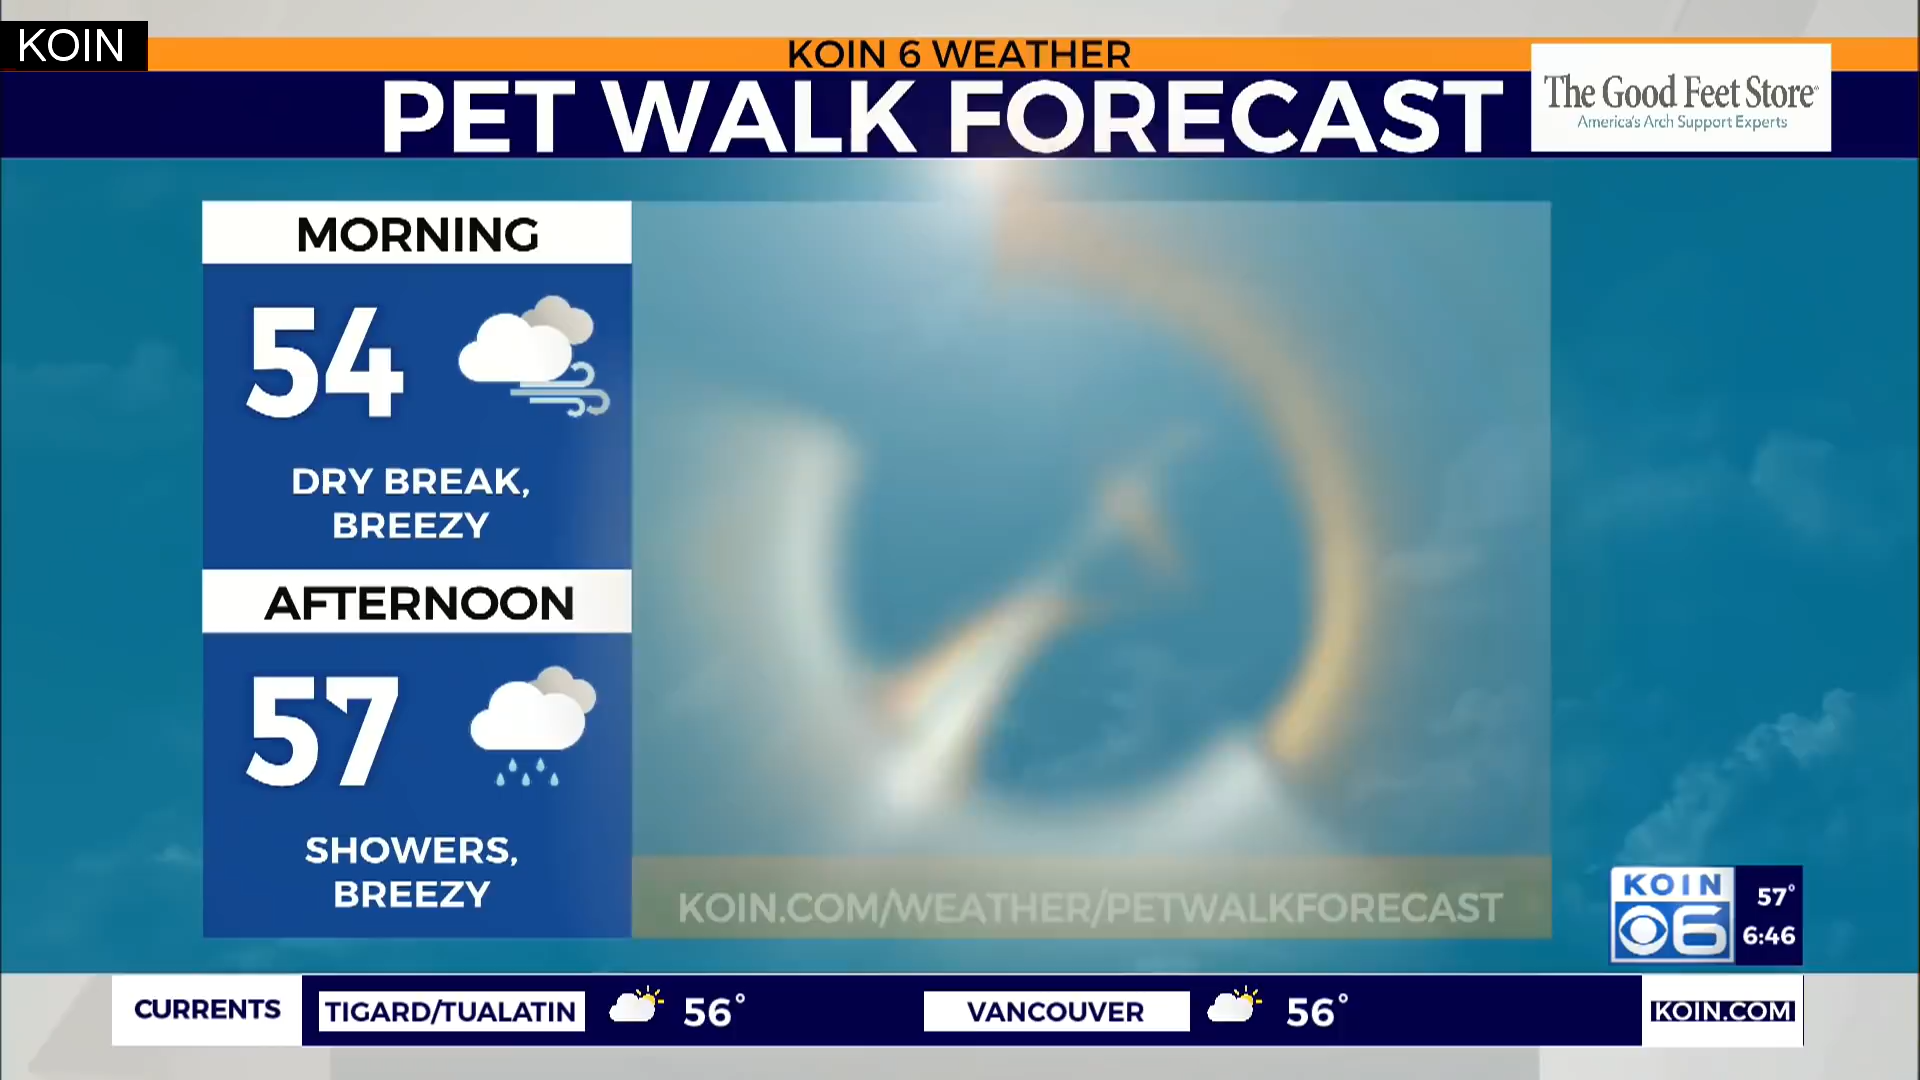 KOIN
KOIN 6 WEATHER
PET WALK FORECAST
The Good Feet Store
America's Arch Support Experts
MORNING
54
DRY BREAK,
BREEZY
AFTERNOON
57
SHOWERS,
BREEZY
KOIN.COM/WEATHER/PETWALKFORECAST
KOIN
6
57°
6:46
CURRENTS
TIGARD/TUALATIN 56°
VANCOUVER 56°
KOIN.COM